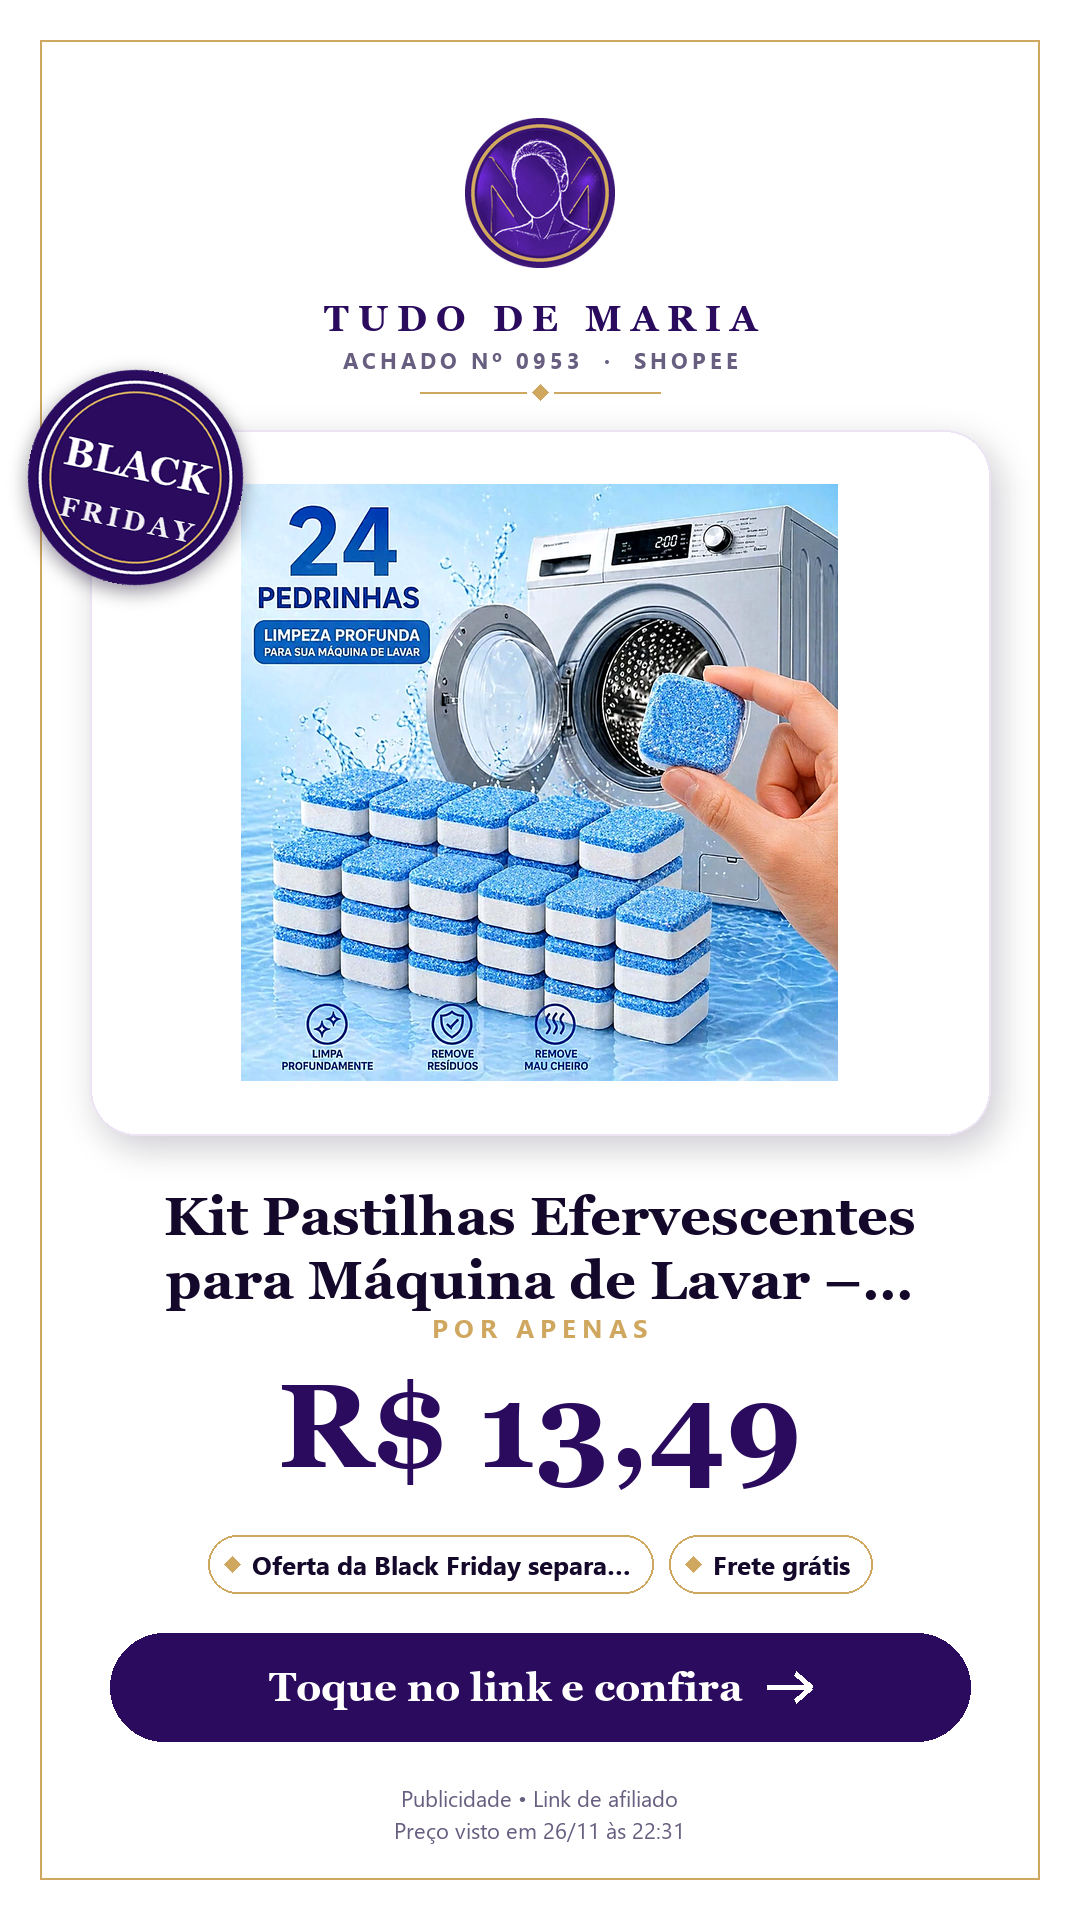 TUDO DE MARIA
ACHADO Nº 0953 · SHOPEE
BLACK
FRIDAY
24
PEDRINHAS
LIMPEZA PROFUNDA
PARA SUA MÁQUINA DE LAVAR
2:00
LIMPA
PROFUNDAMENTE
REMOVE
RESÍDUOS
REMOVE
MAU CHEIRO
Kit Pastilhas Efervescentes
para Máquina de Lavar –...
POR APENAS
R$ 13,49
Oferta da Black Friday separa...
Frete grátis
Toque no link e confira →
Publicidade • Link de afiliado
Preço visto em 26/11 às 22:31